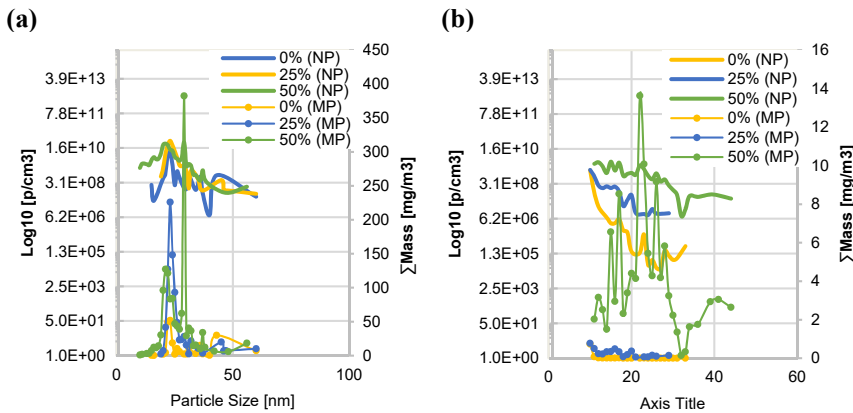 (a)
Log10 [p/cm3]
3.9E+13
7.8E+11
1.6E+10
3.1E+08
6.2E+06
1.3E+05
2.5E+03
5.0E+01
1.0E+00
0% (NP)
25% (NP)
50% (NP)
0% (MP)
25% (MP)
50% (MP)
450
400
350
300
250
200
150
100
50
0
∑Mass [mg/m3]
0
50
100
Particle Size [nm]
(b)
Log10 [p/cm3]
3.9E+13
7.8E+11
1.6E+10
3.1E+08
6.2E+06
1.3E+05
2.5E+03
5.0E+01
1.0E+00
0% (NP)
25% (NP)
50% (NP)
0% (MP)
25% (MP)
50% (MP)
16
14
12
10
8
6
4
2
0
∑Mass [mg/m3]
0
20
40
60
Axis Title